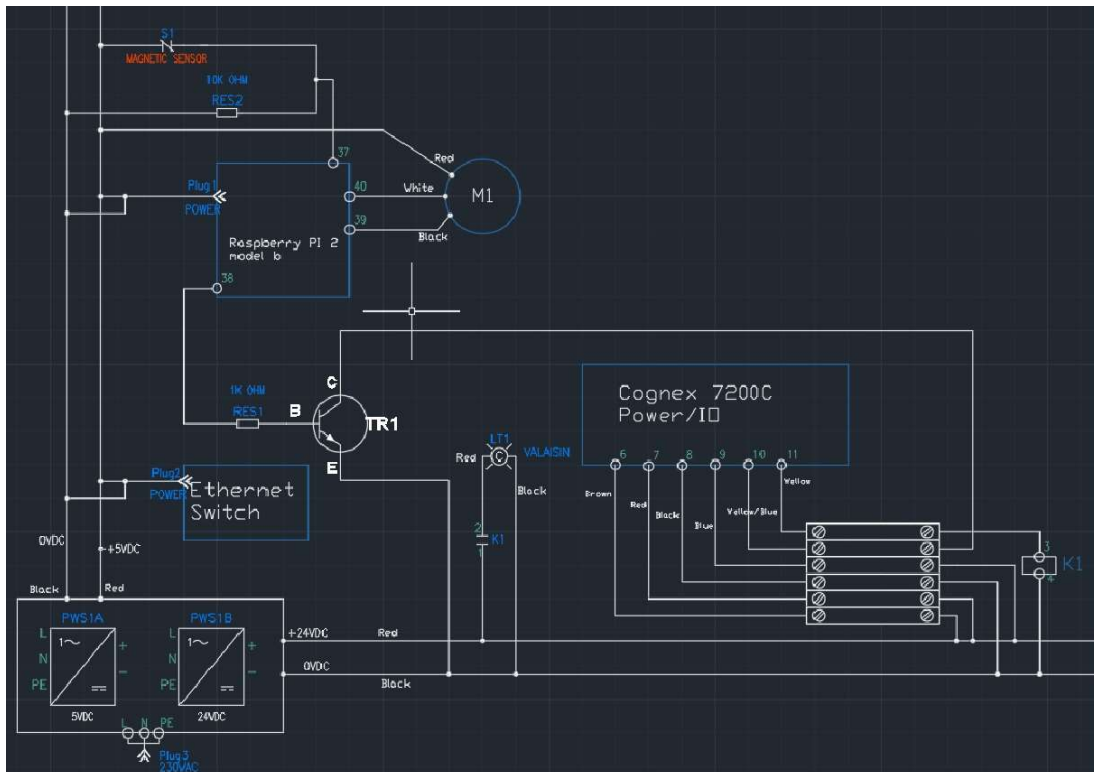 S1
MAGNETIC SENSOR
10K OHM
RES2
37
Red
Plug1
POWER
40
White
M1
39
Black
Raspberry PI 2
model b
38
C
1K OHM
RES1
B
TR1
E
Cognex 7200C
Power/IO
6
7
8
9
10
11
LT1
VALAISIN
Red
Black
Brown
Red
Black
Blue
Yellow/Blue
Yellow
Plug2
POWER
Ethernet
Switch
2
K1
1
3
K1
4
0VDC
+5VDC
Black
Red
PWS1A
PWS1B
L
N
PE
1~
+
-
5VDC
L
N
PE
1~
+
-
24VDC
+24VDC
Red
0VDC
Black
L N PE
Plug3
230VAC